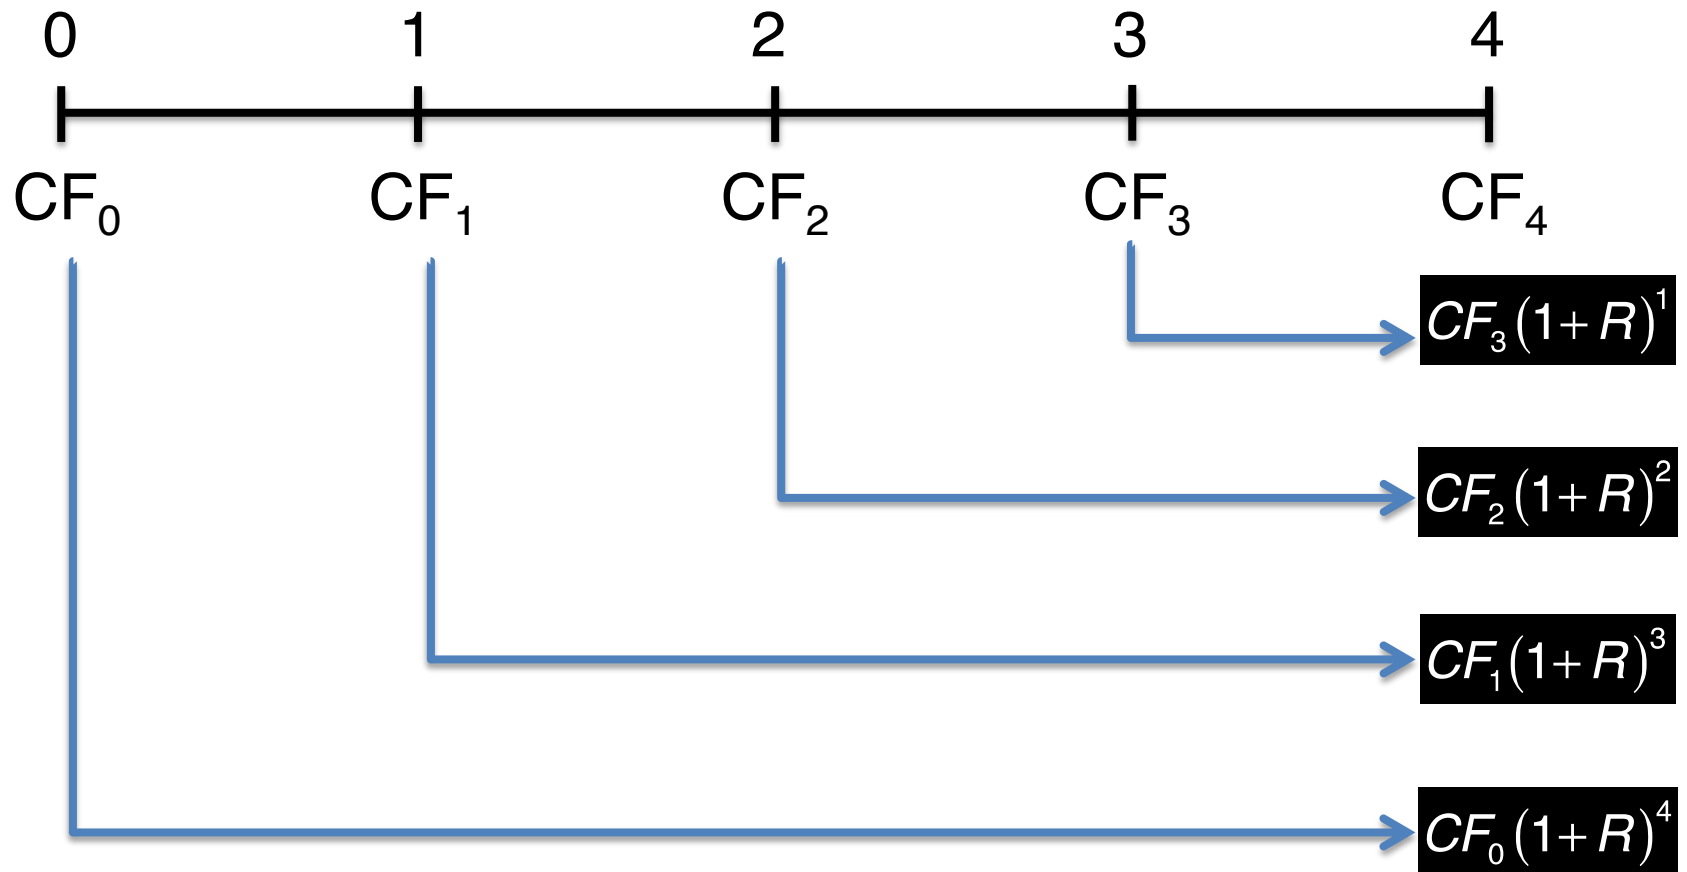 0 1 2 3 4
CF₀ CF₁ CF₂ CF₃ CF₄
CF₃(1+R)¹
CF₂(1+R)²
CF₁(1+R)³
CF₀(1+R)⁴